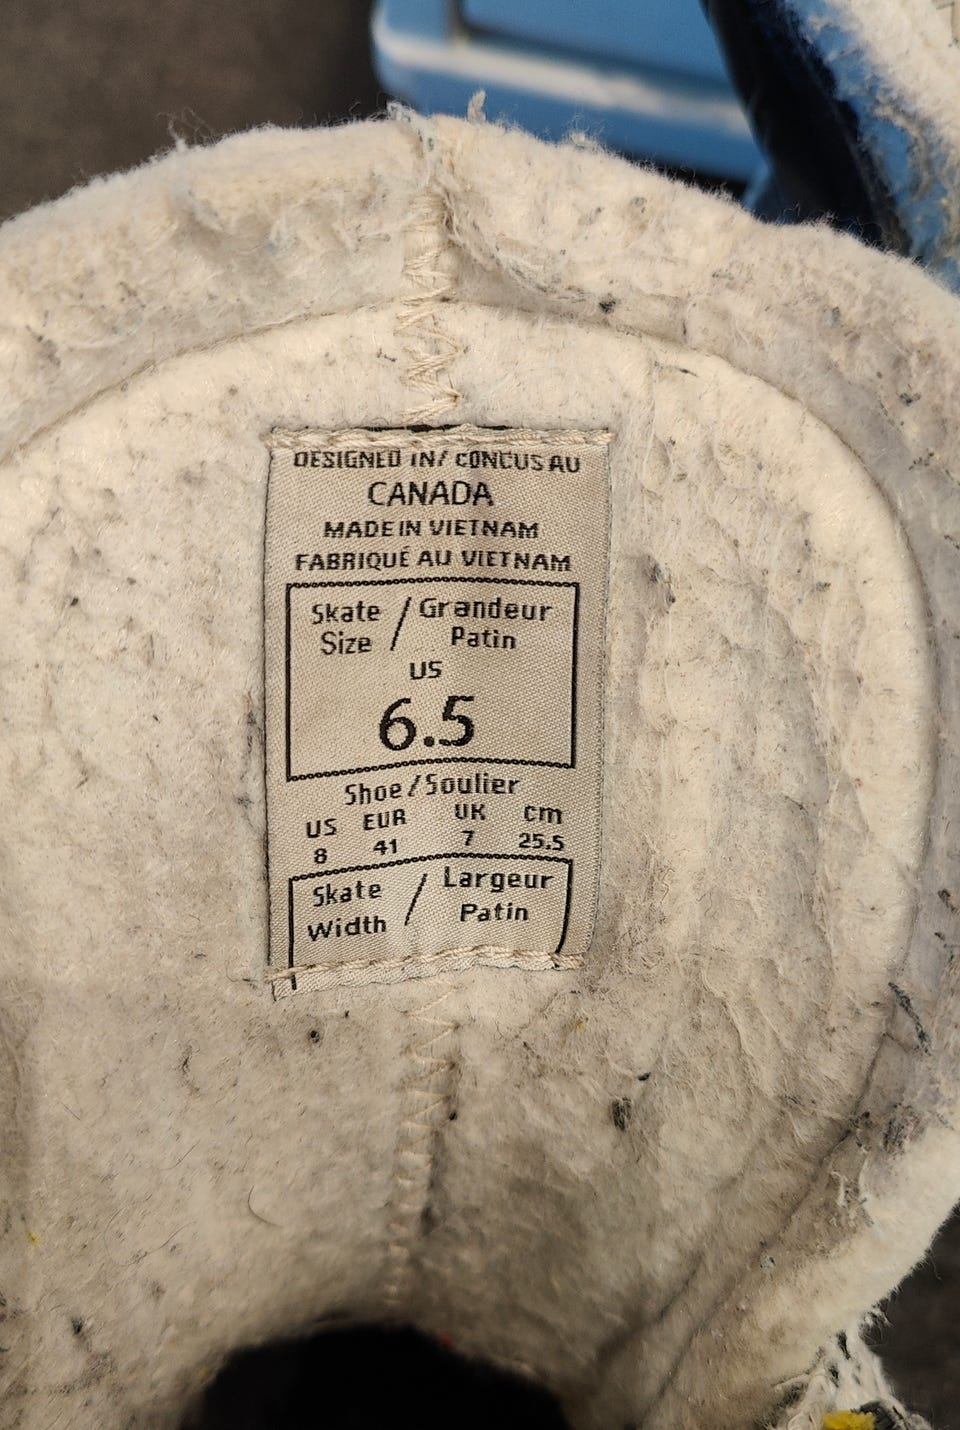 DESIGNED IN/ CONCUS AU
CANADA
MADE IN VIETNAM
FABRIQUÉ AU VIETNAM
Skate / Grandeur
Size Patin
US
6.5
Shoe/Soulier
US EUR UK cm
8 41 7 25.5
Skate / Largeur
Width Patin